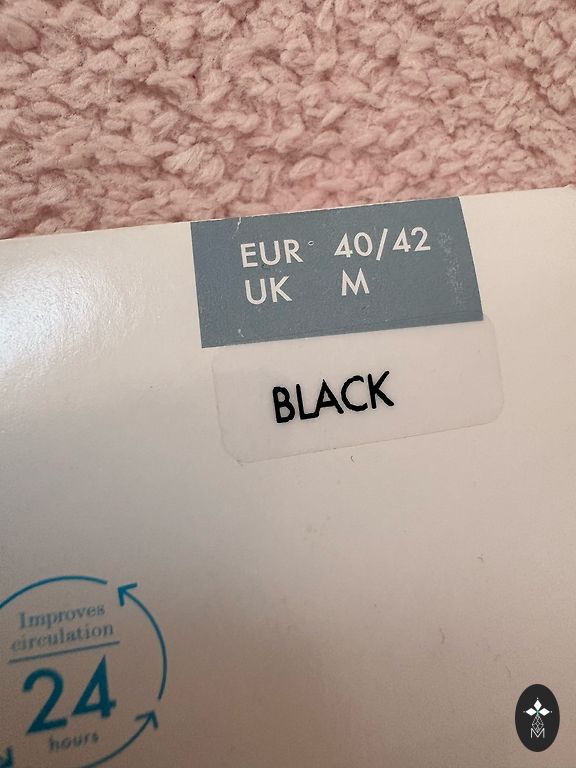 EUR 40/42
UK M
BLACK
Improves
circulation
24
hours
M